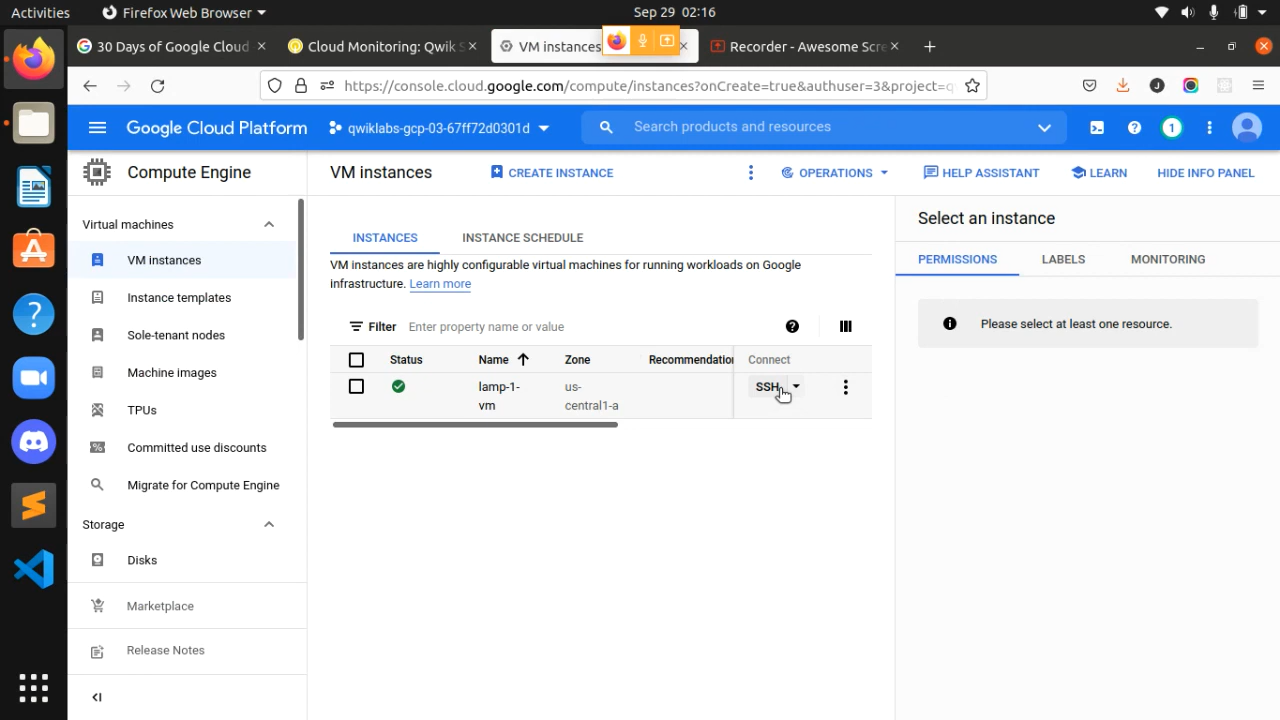 Activities
Firefox Web Browser
Sep 29 02:16
30 Days of Google Cloud
Cloud Monitoring: Qwik S
VM instances
Recorder - Awesome Scre
https://console.cloud.google.com/compute/instances?onCreate=true&authuser=3&project=q
Google Cloud Platform
qwiklabs-gcp-03-67ff72d0301d
Search products and resources
1
Compute Engine
VM instances
CREATE INSTANCE
OPERATIONS
HELP ASSISTANT
LEARN
HIDE INFO PANEL
Virtual machines
VM instances
Instance templates
Sole-tenant nodes
Machine images
TPUs
Committed use discounts
Migrate for Compute Engine
Storage
Disks
Marketplace
Release Notes
INSTANCES
INSTANCE SCHEDULE
VM instances are highly configurable virtual machines for running workloads on Google
infrastructure. Learn more
Filter
Enter property name or value
Status
Name
Zone
Recommendation
Connect
lamp-1-
vm
us-
central1-a
SSH
Select an instance
PERMISSIONS
LABELS
MONITORING
Please select at least one resource.